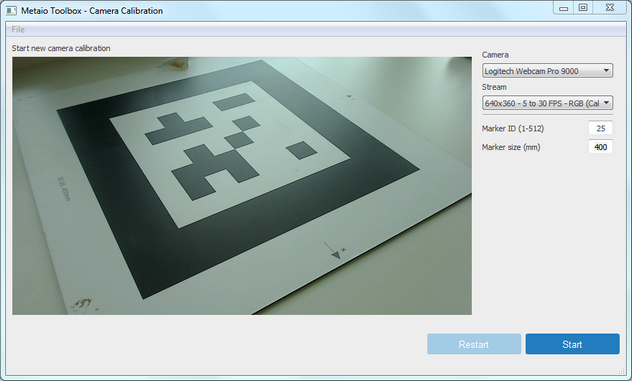 Metaio Toolbox - Camera Calibration
File
Start new camera calibration
Camera
Logitech Webcam Pro 9000
Stream
640x360 - 5 to 30 FPS - RGB (Cal
Marker ID (1-512) 25
Marker size (mm) 400
x
Restart Start